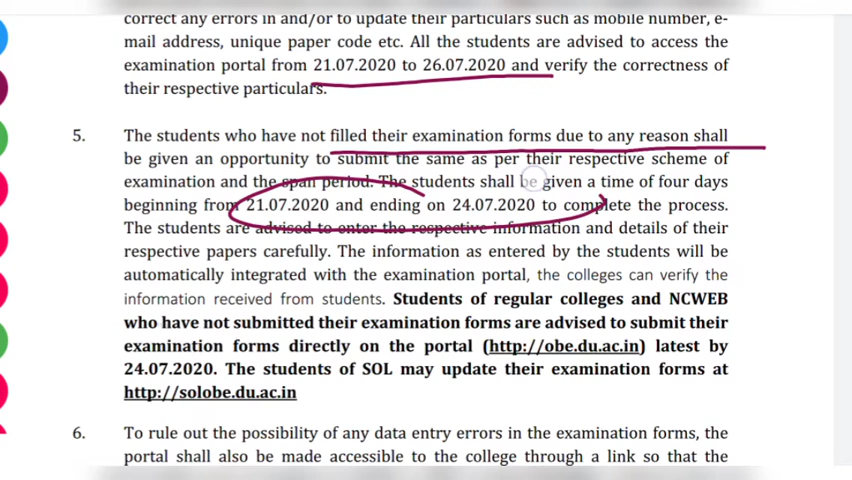 correct any errors in and/or to update their particulars such as mobile number, e-
mail address, unique paper code etc. All the students are advised to access the
examination portal from 21.07.2020 to 26.07.2020 and verify the correctness of
their respective particulars.
5. The students who have not filled their examination forms due to any reason shall
be given an opportunity to submit the same as per their respective scheme of
examination and the span period. The students shall be given a time of four days
beginning from 21.07.2020 and ending on 24.07.2020 to complete the process.
The students are advised to enter the respective information and details of their
respective papers carefully. The information as entered by the students will be
automatically integrated with the examination portal, the colleges can verify the
information received from students. Students of regular colleges and NCWEB
who have not submitted their examination forms are advised to submit their
examination forms directly on the portal (http://obe.du.ac.in) latest by
24.07.2020. The students of SOL may update their examination forms at
http://solobe.du.ac.in
6. To rule out the possibility of any data entry errors in the examination forms, the
portal shall also be made accessible to the college through a link so that the